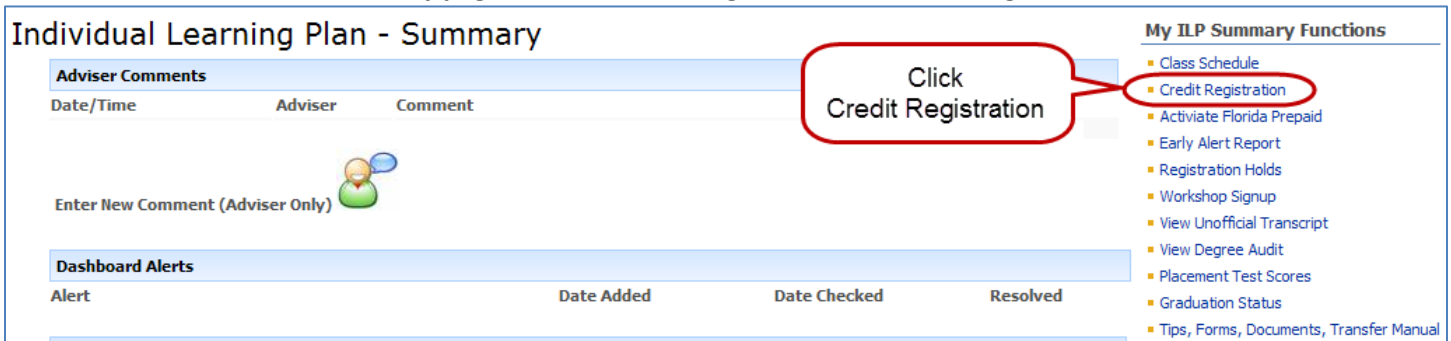 Individual Learning Plan - Summary
Adviser Comments
Date/Time Adviser Comment
Enter New Comment (Adviser Only)
Dashboard Alerts
Alert Date Added Date Checked Resolved
Click
Credit Registration
My ILP Summary Functions
Class Schedule
Credit Registration
Activiate Florida Prepaid
Early Alert Report
Registration Holds
Workshop Signup
View Unofficial Transcript
View Degree Audit
Placement Test Scores
Graduation Status
Tips, Forms, Documents, Transfer Manual